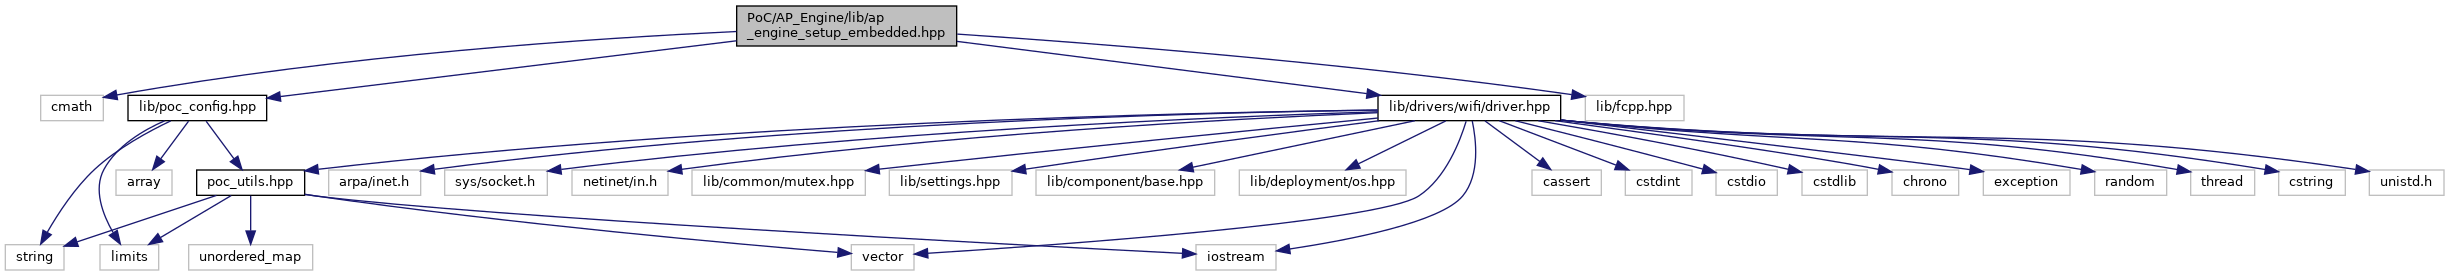 PoC/AP_Engine/lib/ap
_engine_setup_embedded.hpp
cmath
lib/poc_config.hpp
lib/drivers/wifi/driver.hpp
lib/fcpp.hpp
array
poc_utils.hpp
arpa/inet.h
sys/socket.h
netinet/in.h
lib/common/mutex.hpp
lib/settings.hpp
lib/component/base.hpp
lib/deployment/os.hpp
cassert
cstdint
cstdio
cstdlib
chrono
exception
random
thread
cstring
unistd.h
string
limits
unordered_map
vector
iostream